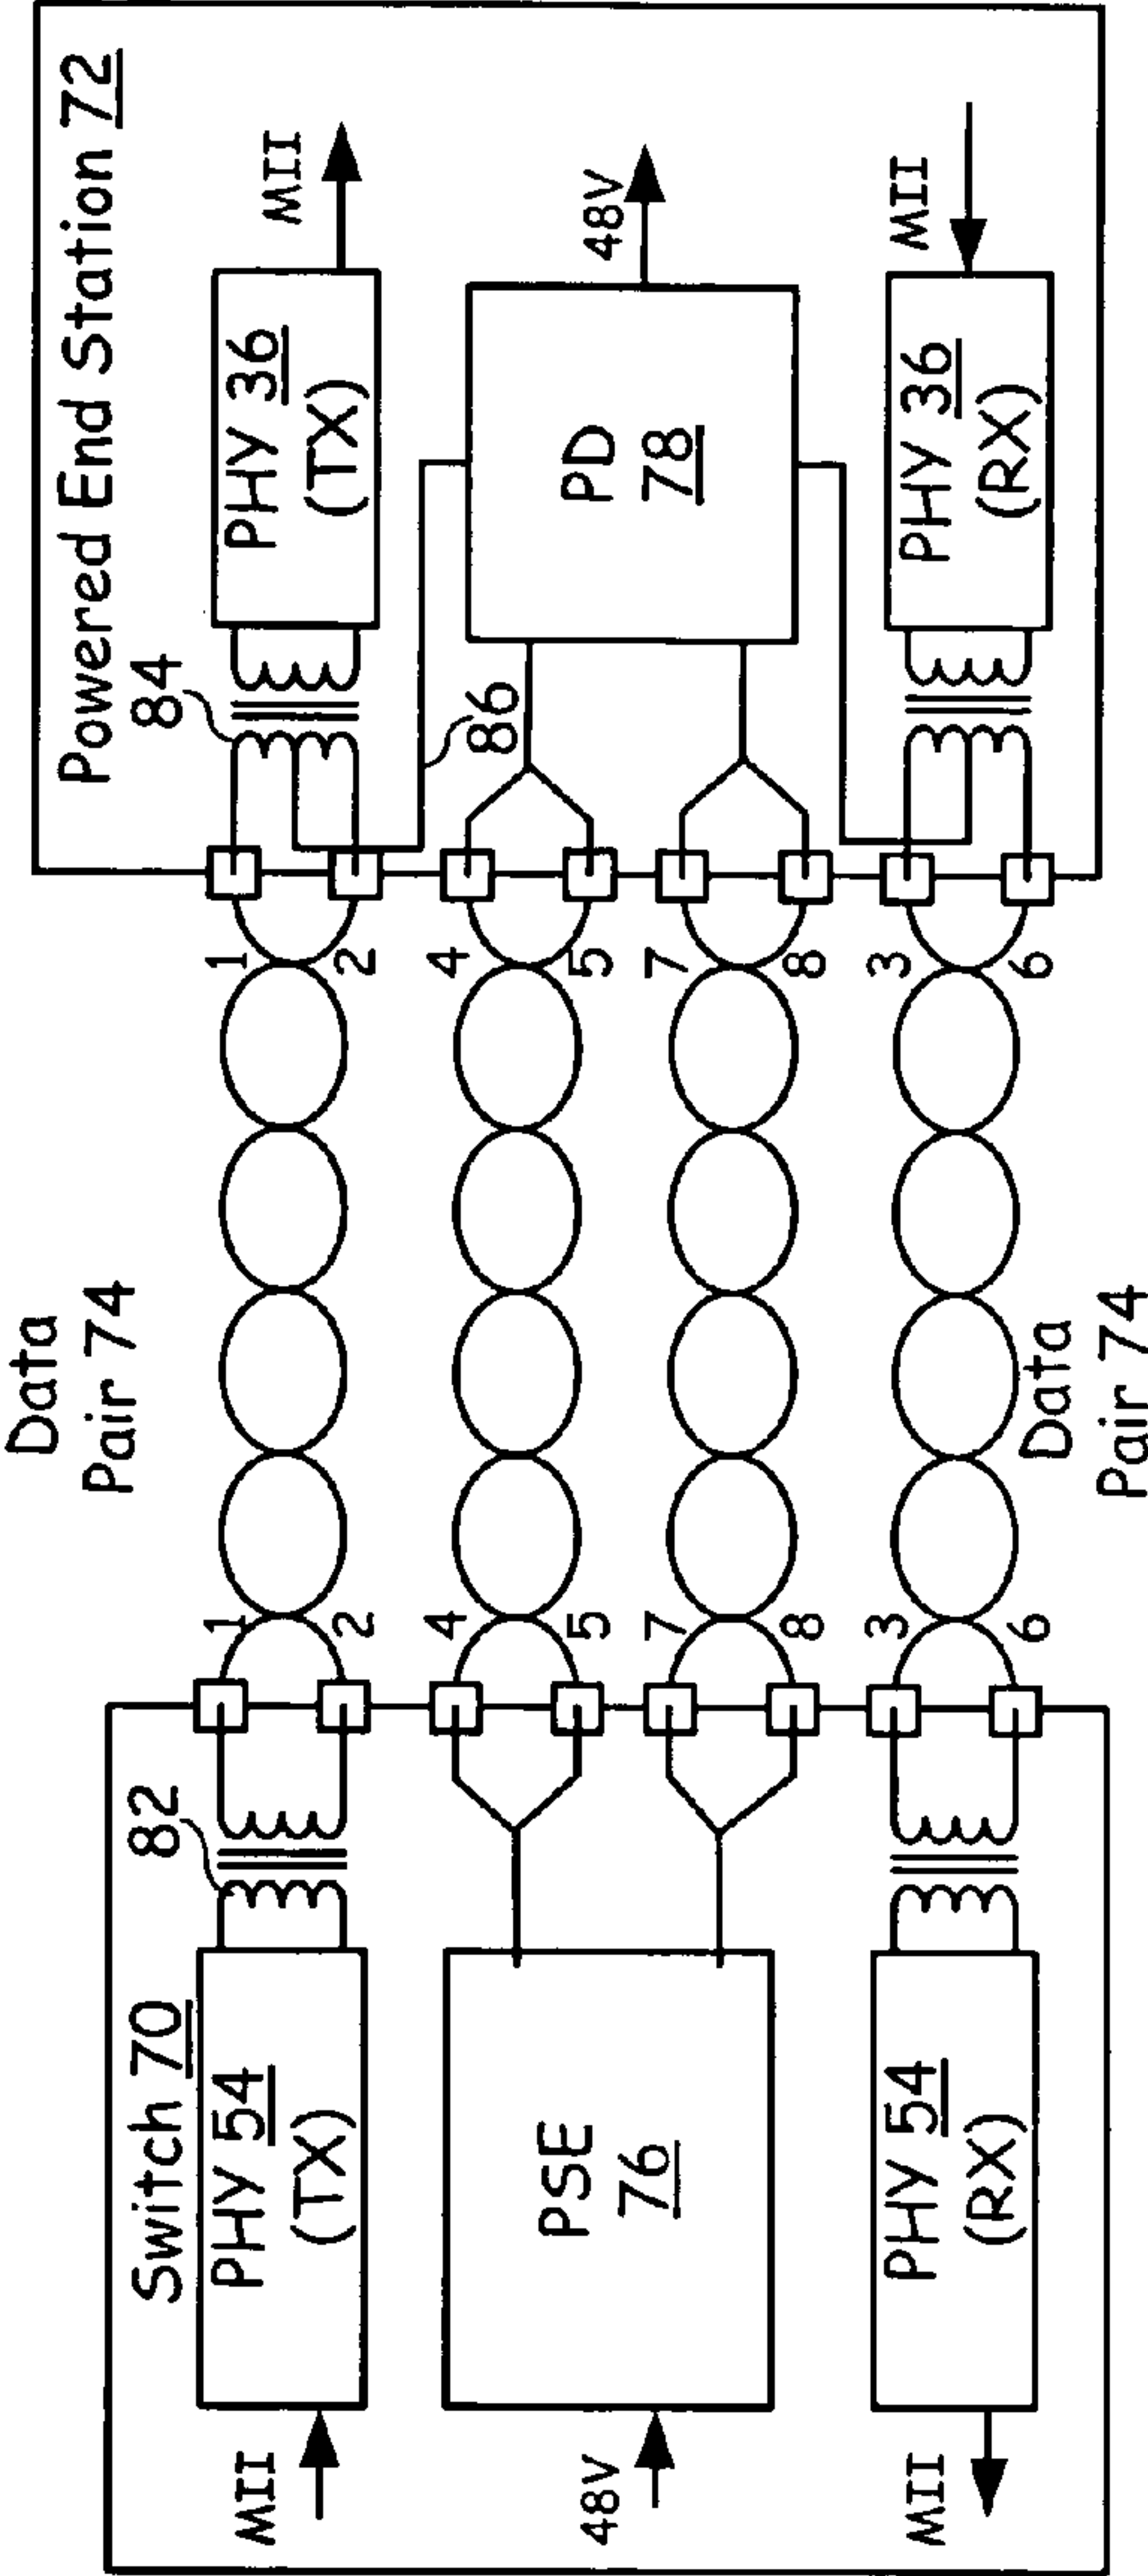 Data
Pair 74
Switch 70
82
MII
PHY 54
(TX)
48V
PSE
76
MII
PHY 54
(RX)
1
2
4
5
7
8
3
6
1
2
4
5
7
8
3
6
Powered End Station 72
84
PHY 36
(TX)
MII
86
PD
78
48V
PHY 36
(RX)
MII
Data
Pair 74